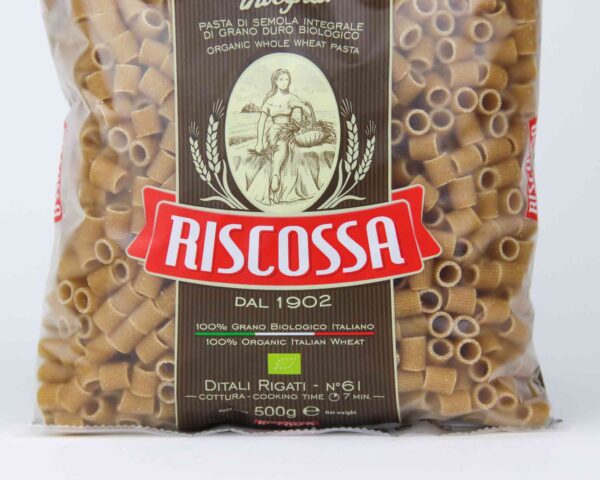 PASTA DI SEMOLA INTEGRALE
DI GRANO DURO BIOLOGICO
ORGANIC WHOLE WHEAT PASTA
RISCOSSA
DAL 1902
100% GRANO BIOLOGICO ITALIANO
100% ORGANIC ITALIAN WHEAT
DITALI RIGATI - N°61
COTTURA - COOKING TIME 7 MIN.
500g ℮ Net weight
RISCOSSA